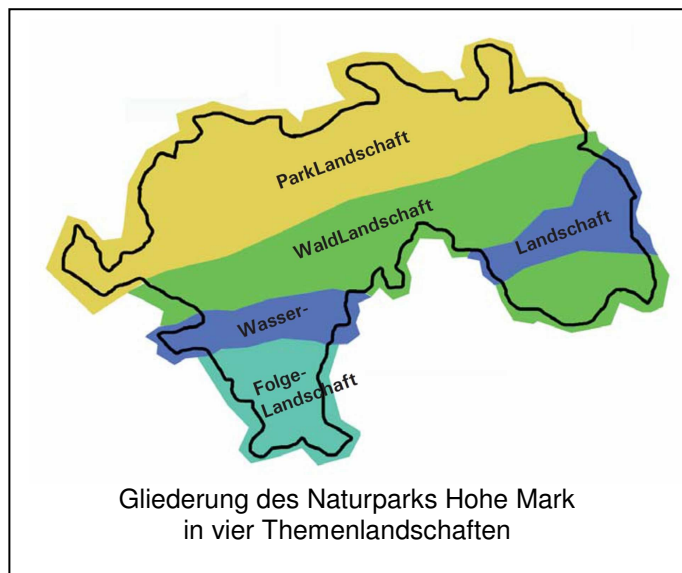 ParkLandschaft
WaldLandschaft
Landschaft
Wasser-
Folge-
Landschaft
Gliederung des Naturparks Hohe Mark
in vier Themenlandschaften